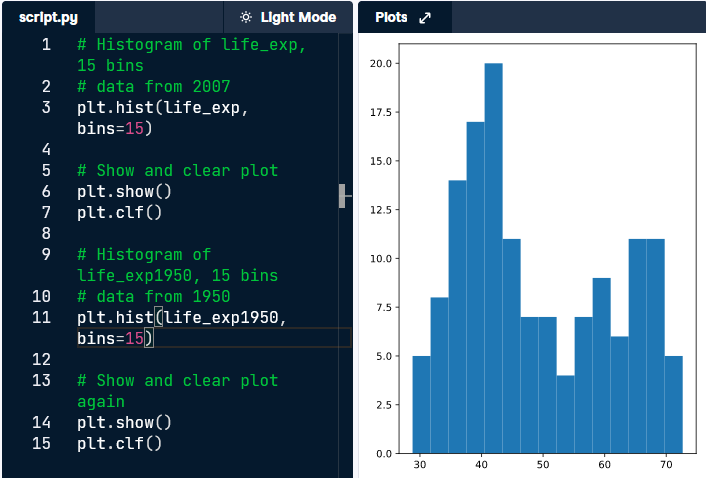 script.py
Light Mode
1 # Histogram of life_exp,
15 bins
2 # data from 2007
3 plt.hist(life_exp,
bins=15)
4
5 # Show and clear plot
6 plt.show()
7 plt.clf()
8
9 # Histogram of
life_exp1950, 15 bins
10 # data from 1950
11 plt.hist(life_exp1950,
bins=15)
12
13 # Show and clear plot
again
14 plt.show()
15 plt.clf()
Plots
20.0
17.5
15.0
12.5
10.0
7.5
5.0
2.5
0.0
30 40 50 60 70